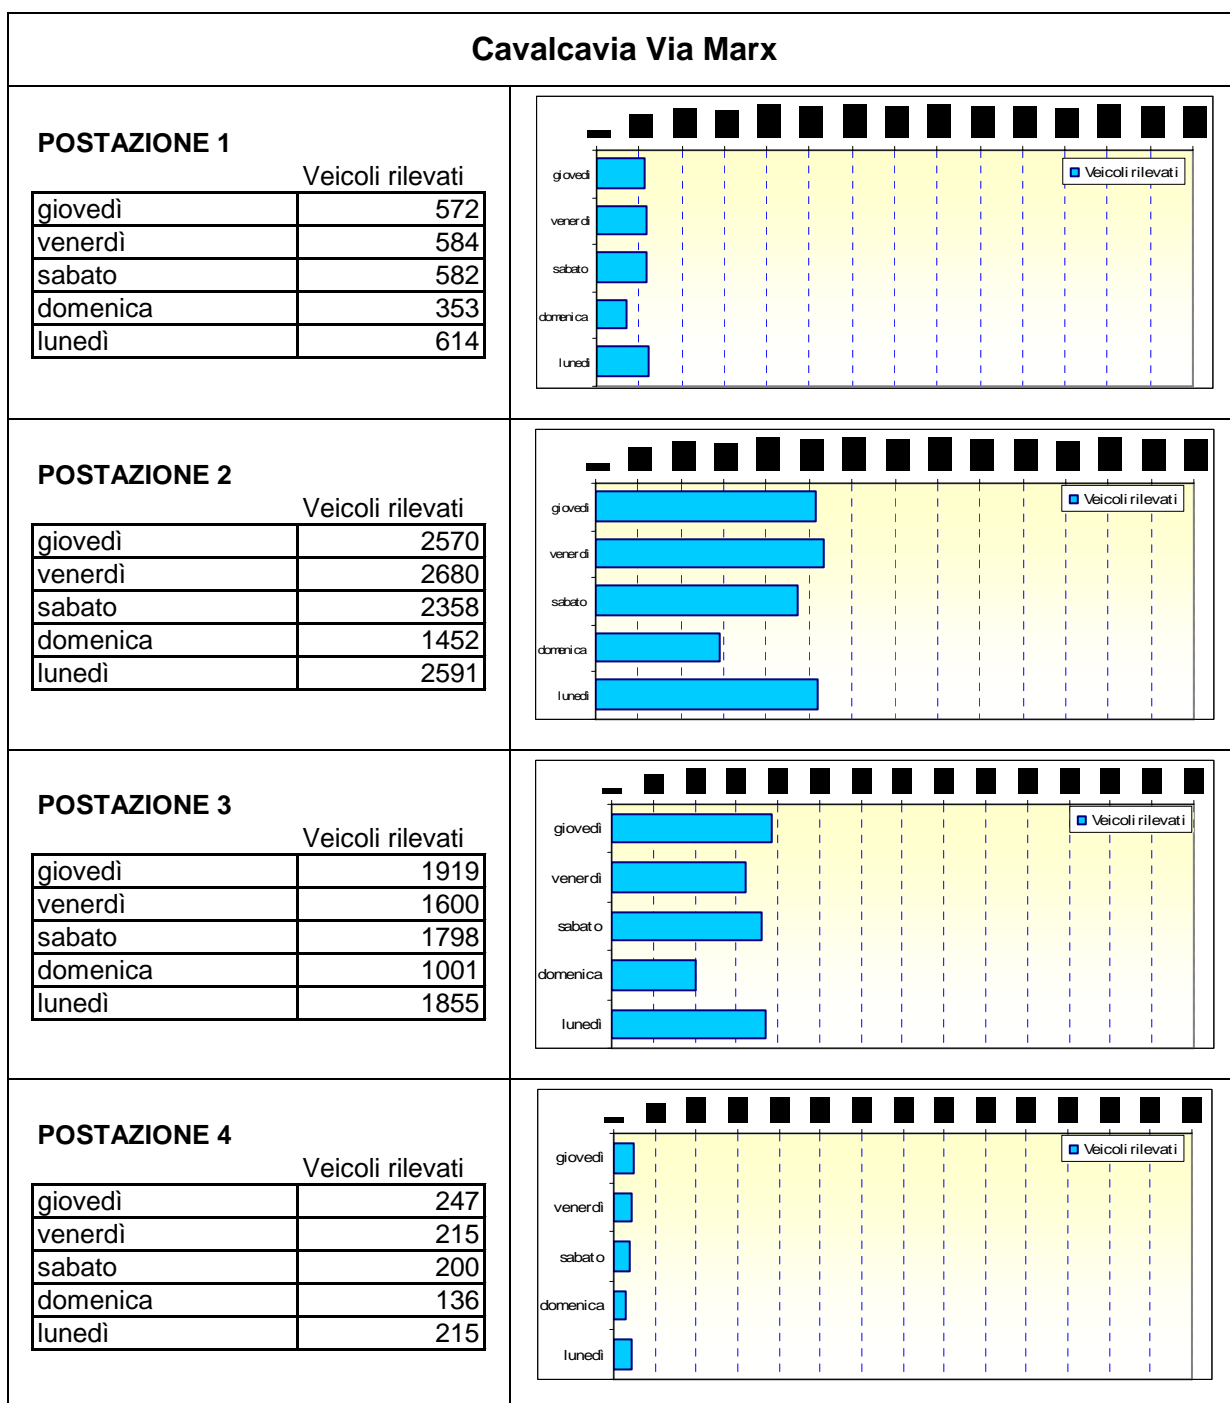 Cavalcavia Via Marx
POSTAZIONE 1
Veicoli rilevati
giovedì 572
venerdì 584
sabato 582
domenica 353
lunedì 614
Veicoli rilevati
giovedì
venerdì
sabato
domenica
lunedì
POSTAZIONE 2
Veicoli rilevati
giovedì 2570
venerdì 2680
sabato 2358
domenica 1452
lunedì 2591
Veicoli rilevati
giovedì
venerdì
sabato
domenica
lunedì
POSTAZIONE 3
Veicoli rilevati
giovedì 1919
venerdì 1600
sabato 1798
domenica 1001
lunedì 1855
Veicoli rilevati
giovedì
venerdì
sabato
domenica
lunedì
POSTAZIONE 4
Veicoli rilevati
giovedì 247
venerdì 215
sabato 200
domenica 136
lunedì 215
Veicoli rilevati
giovedì
venerdì
sabato
domenica
lunedì